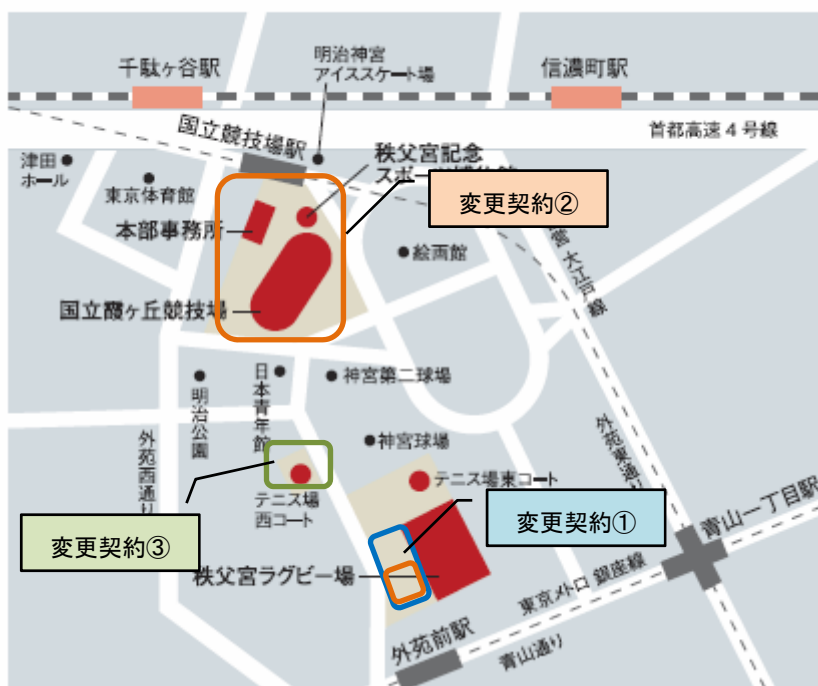 千駄ヶ谷駅
明治神宮
アイススケート場
信濃町駅
国立競技場駅
首都高速4号線
津田
ホール
東京体育館
秩父宮記念
変更契約②
本部事務所
絵画館
大江戸線
国立霞ヶ丘競技場
日本青年館
神宮第二球場
明治公園
外苑西通り
神宮球場
外苑東通り
テニス場東コート
テニス場
西コート
変更契約①
変更契約③
青山一丁目駅
秩父宮ラグビー場
東京メトロ 銀座線
外苑前駅
青山通り